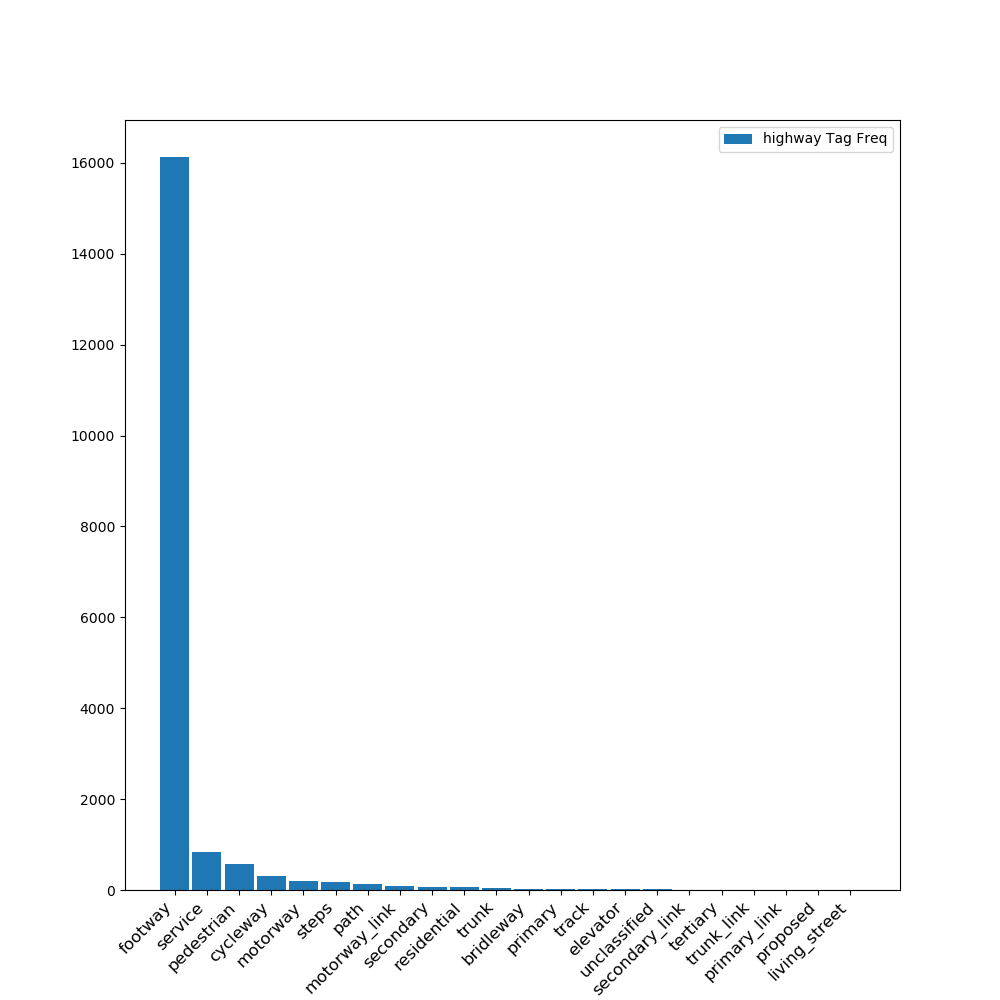 highway Tag Freq
16000
14000
12000
10000
8000
6000
4000
2000
0
footway
service
pedestrian
cycleway
motorway
steps
path
motorway_link
secondary
residential
trunk
bridleway
primary
track
elevator
unclassified
secondary_link
tertiary
trunk_link
primary_link
proposed
living_street